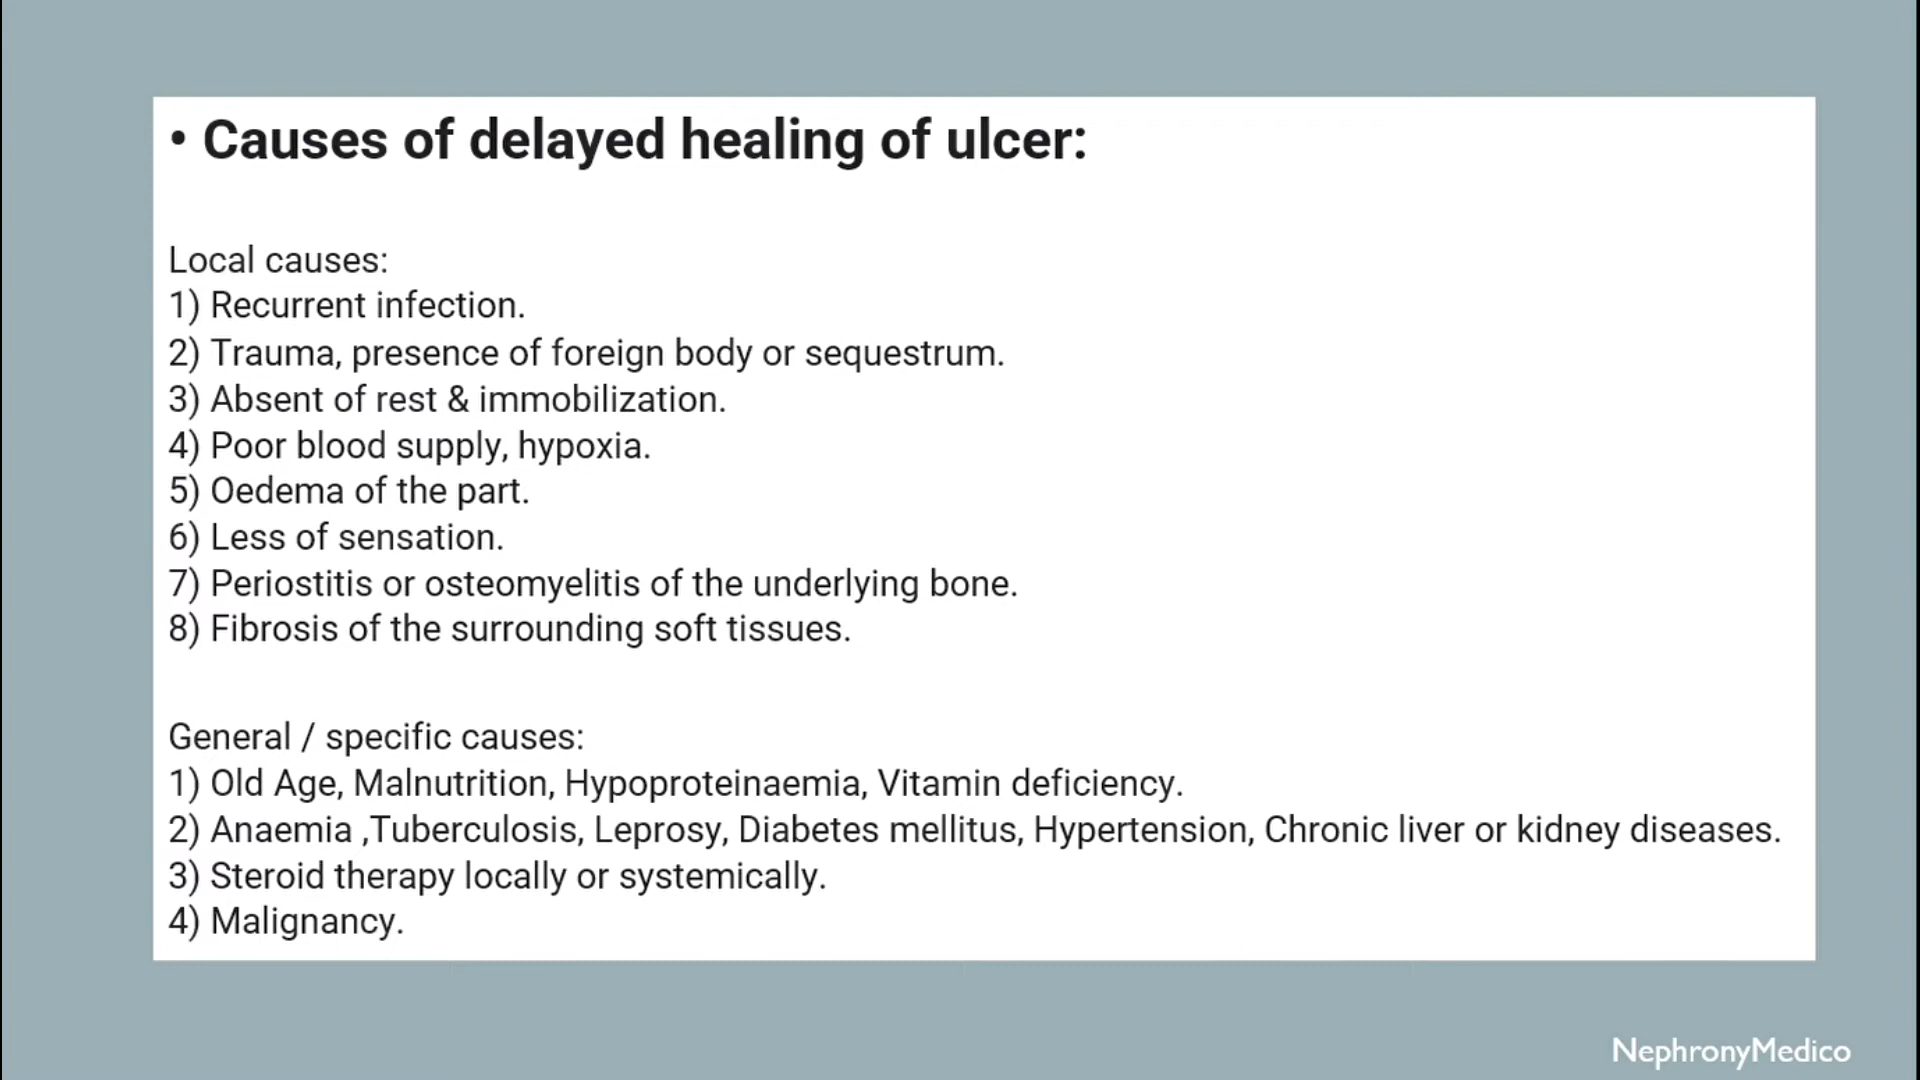 • Causes of delayed healing of ulcer:
Local causes:
1) Recurrent infection.
2) Trauma, presence of foreign body or sequestrum.
3) Absent of rest & immobilization.
4) Poor blood supply, hypoxia.
5) Oedema of the part.
6) Less of sensation.
7) Periostitis or osteomyelitis of the underlying bone.
8) Fibrosis of the surrounding soft tissues.
General / specific causes:
1) Old Age, Malnutrition, Hypoproteinaemia, Vitamin deficiency.
2) Anaemia ,Tuberculosis, Leprosy, Diabetes mellitus, Hypertension, Chronic liver or kidney diseases.
3) Steroid therapy locally or systemically.
4) Malignancy.
NephronyMedico